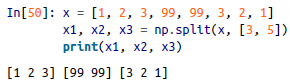 In[50]: x = [1, 2, 3, 99, 99, 3, 2, 1]
x1, x2, x3 = np.split(x, [3, 5])
print(x1, x2, x3)
[1 2 3] [99 99] [3 2 1]